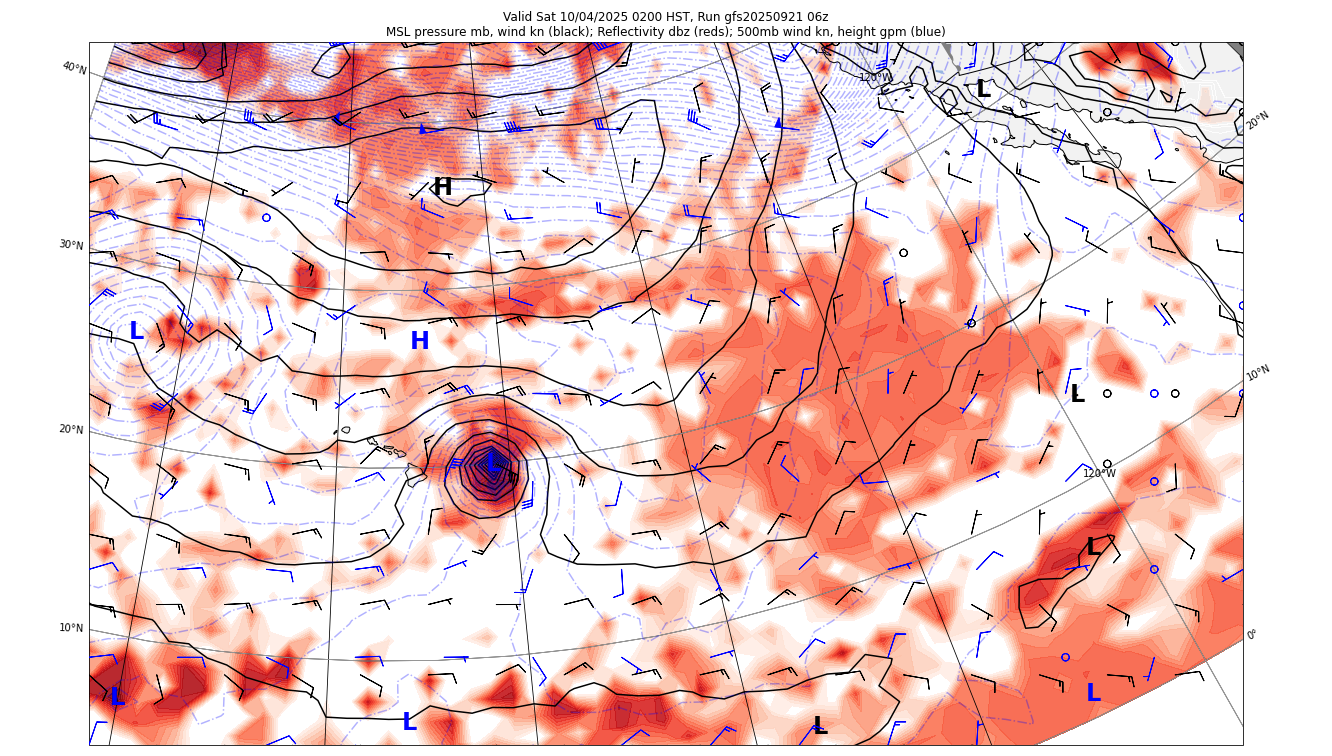 Valid Sat 10/04/2025 0200 HST, Run gfs20250921 06z
MSL pressure mb, wind kn (black); Reflectivity dbz (reds); 500mb wind kn, height gpm (blue)
40°N
120°W
L
20°N
H
30°N
L
H
10°N
L
20°N
L
120°W
L
10°N
0°
L
L
L
L